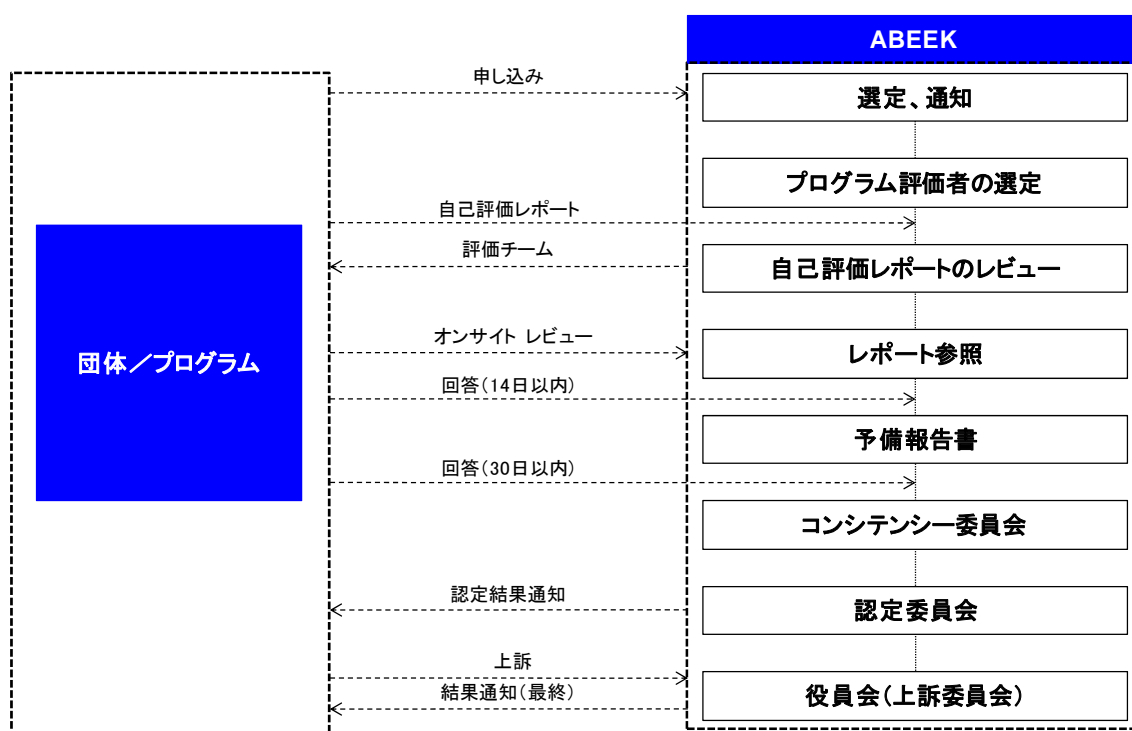 ABEEK
申し込み
選定、通知
プログラム評価者の選定
自己評価レポート
評価チーム
自己評価レポートのレビュー
団体／プログラム
オンサイト レビュー
レポート参照
回答（14日以内）
予備報告書
回答（30日以内）
コンシテンシー委員会
認定結果通知
認定委員会
上訴
結果通知（最終）
役員会（上訴委員会）